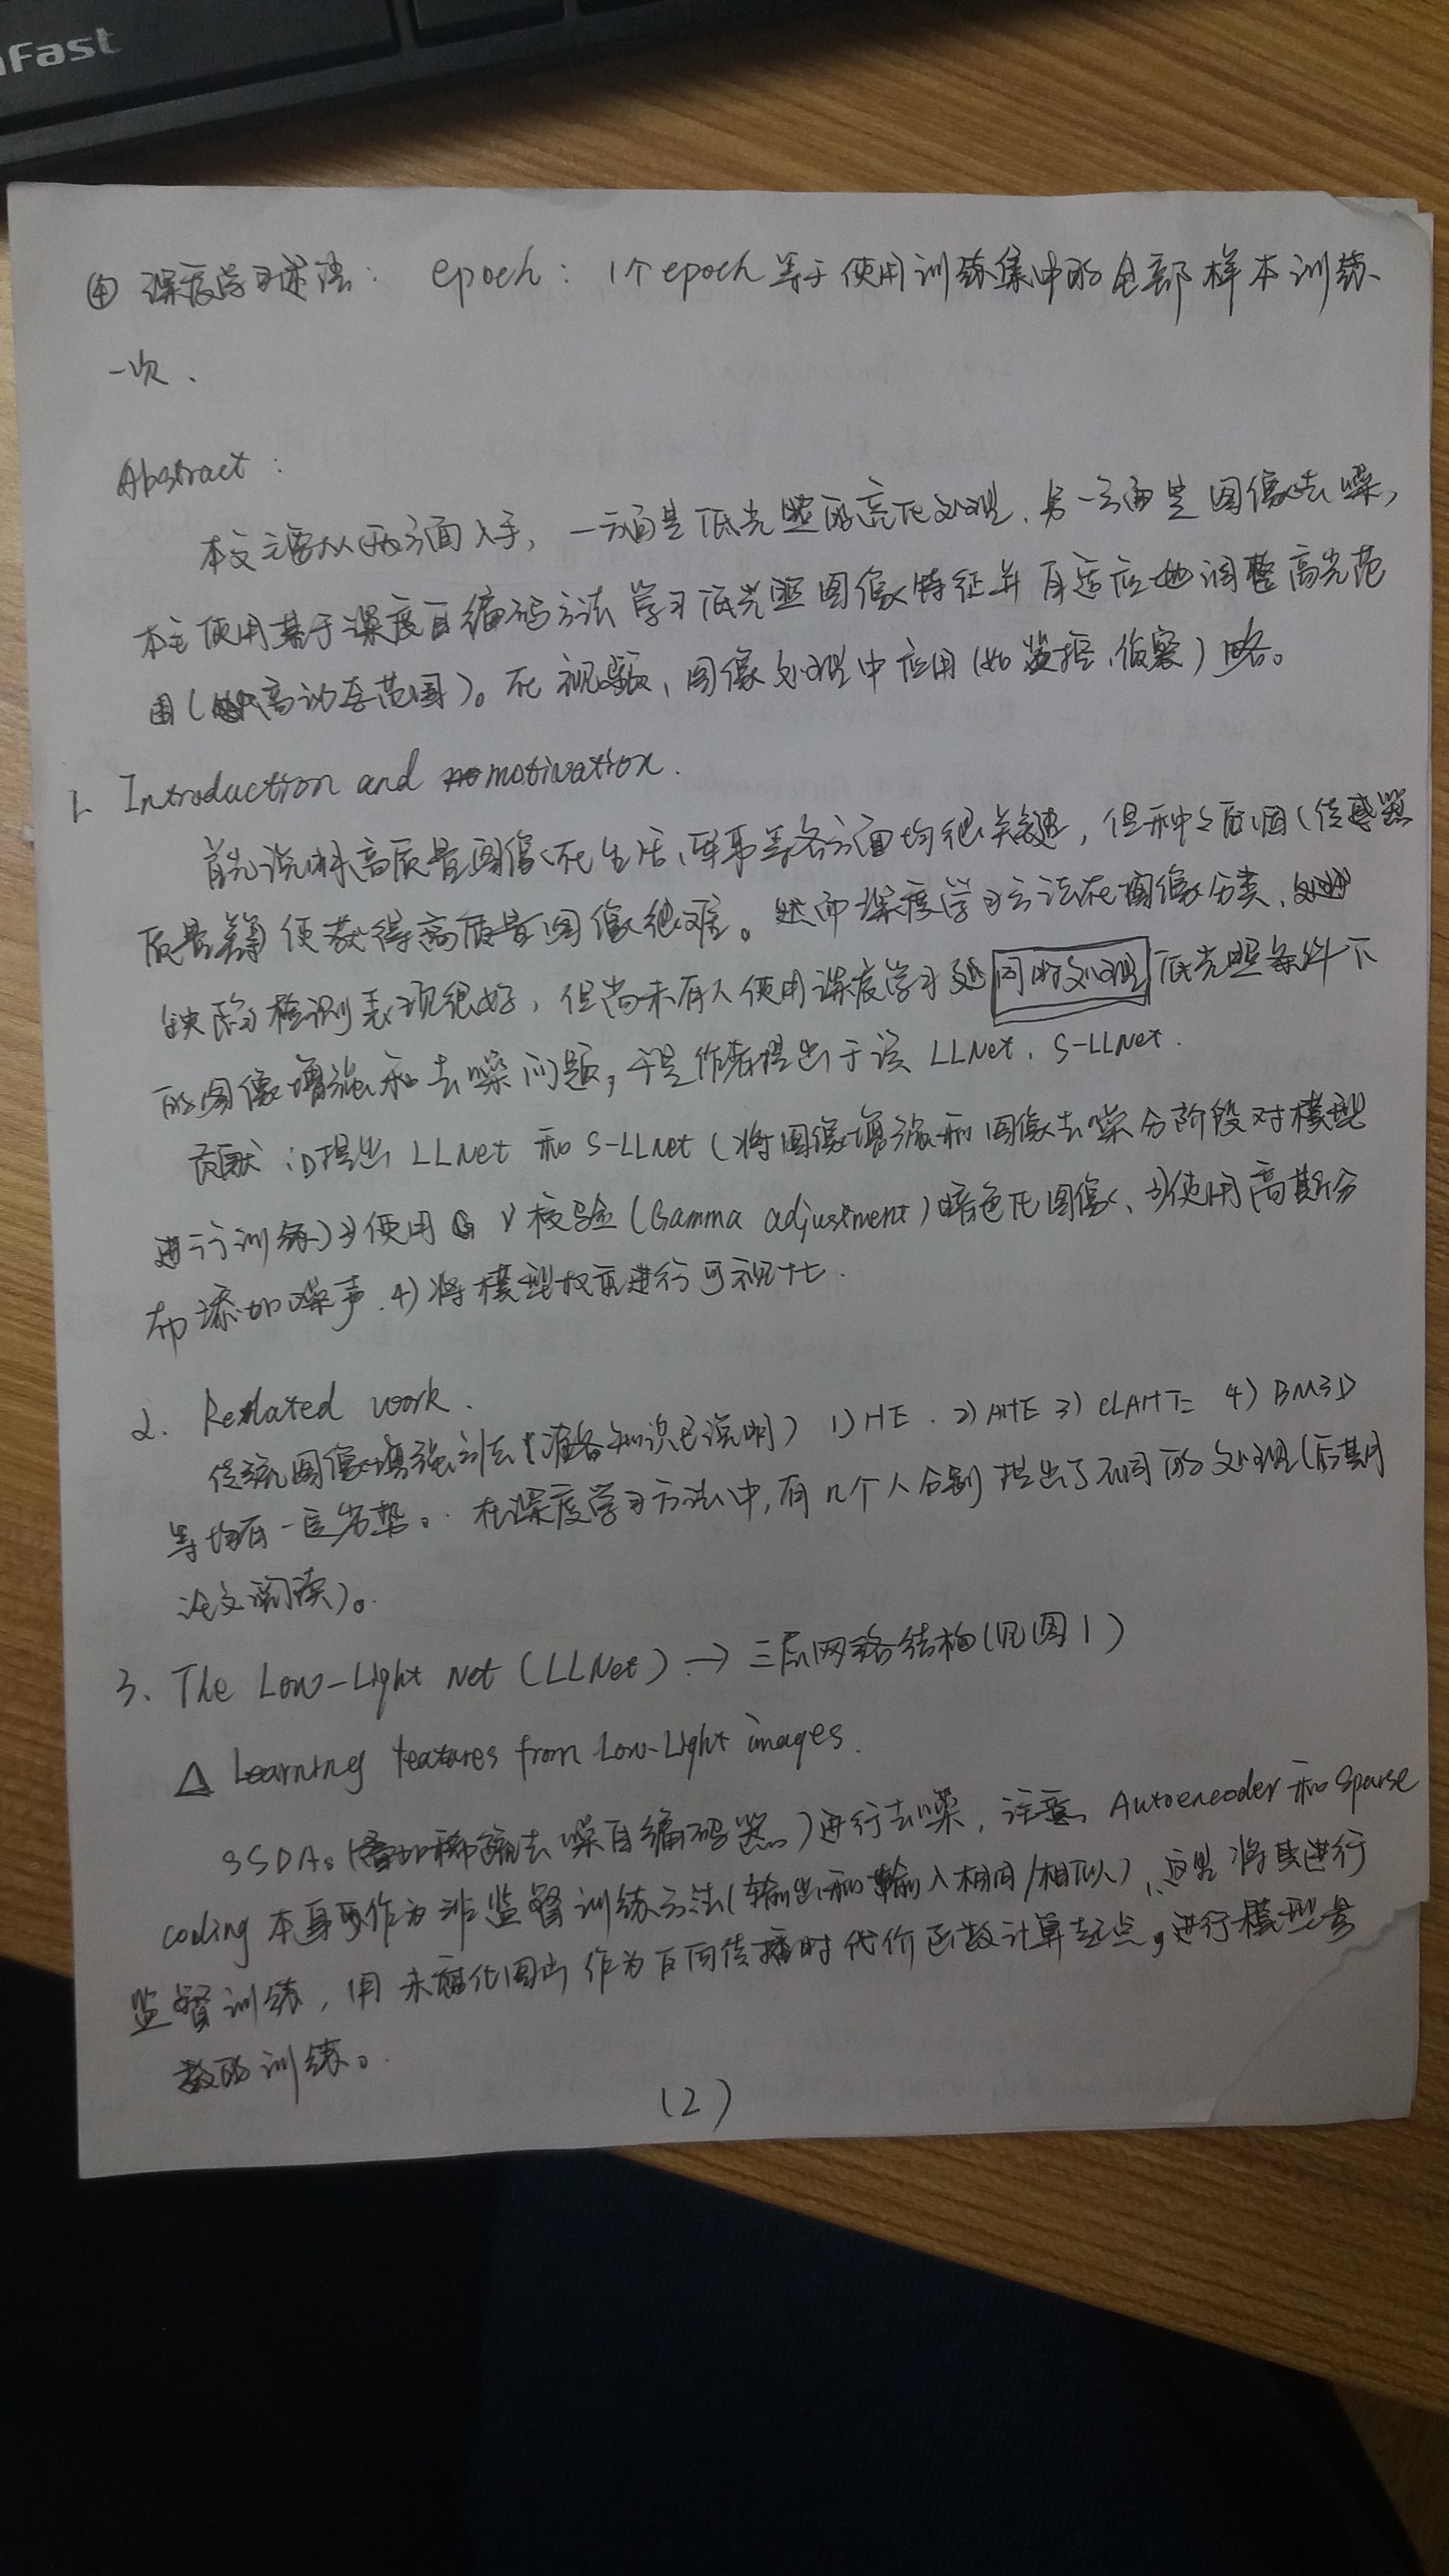 nFast
④ 深度学习述语: epoch: 1个epoch等于使用训练集中的全部样本训练
一次、
Abstract:
本文主要从两方面入手,一方面是低光照的亮化处理、另一方面是图像去噪,
本文使用基于深度自编码方法学习低光照图像特征并自适应地调整高光范
围(高动态范围)。在视频、图像处理中应用(如监控、侦察)略。
1. Introduction and motivation.
首先说明高质量图像在生活、军事等各方面均很关键,但种种原因(传感器
质量差等)使获得高质量图像很难。然而深度学习方法在图像分类、
缺陷检测表现很好,但尚未有人使用深度学习 同时处理 低光照条件下
的图像增强和去噪问题,于是作者提出了该LLNet、S-LLNet.
贡献:1)提出LLNet和S-LLNet(将图像增强和图像去噪分阶段对模型
进行训练)2)使用γ校验(Gamma adjustment)暗色化图像、3)使用高斯分
布添加噪声.4)将模型权重进行可视化.
2. Related work.
传统图像增强方法(准备知识已说明)1)HE.2)AHE 3)CLAHE 4)BM3D
等均有一定劣势。在深度学习方法中,有几个人分别提出了不同的处理(后期
论文阅读)。
3. The Low-Light Net(LLNet)→三层网络结构(见图1)
△ Learning features from Low-Light images.
SSDA。(叠加稀疏去噪自编码器)进行去噪,注意,Autoencoder和Sparse
coding本身作为非监督训练方法(输出和输入相同/相似)、这里将其进行
监督训练,用未 作为反向传播时代价函数计算起点,进行模型参
数的训练。
(2)